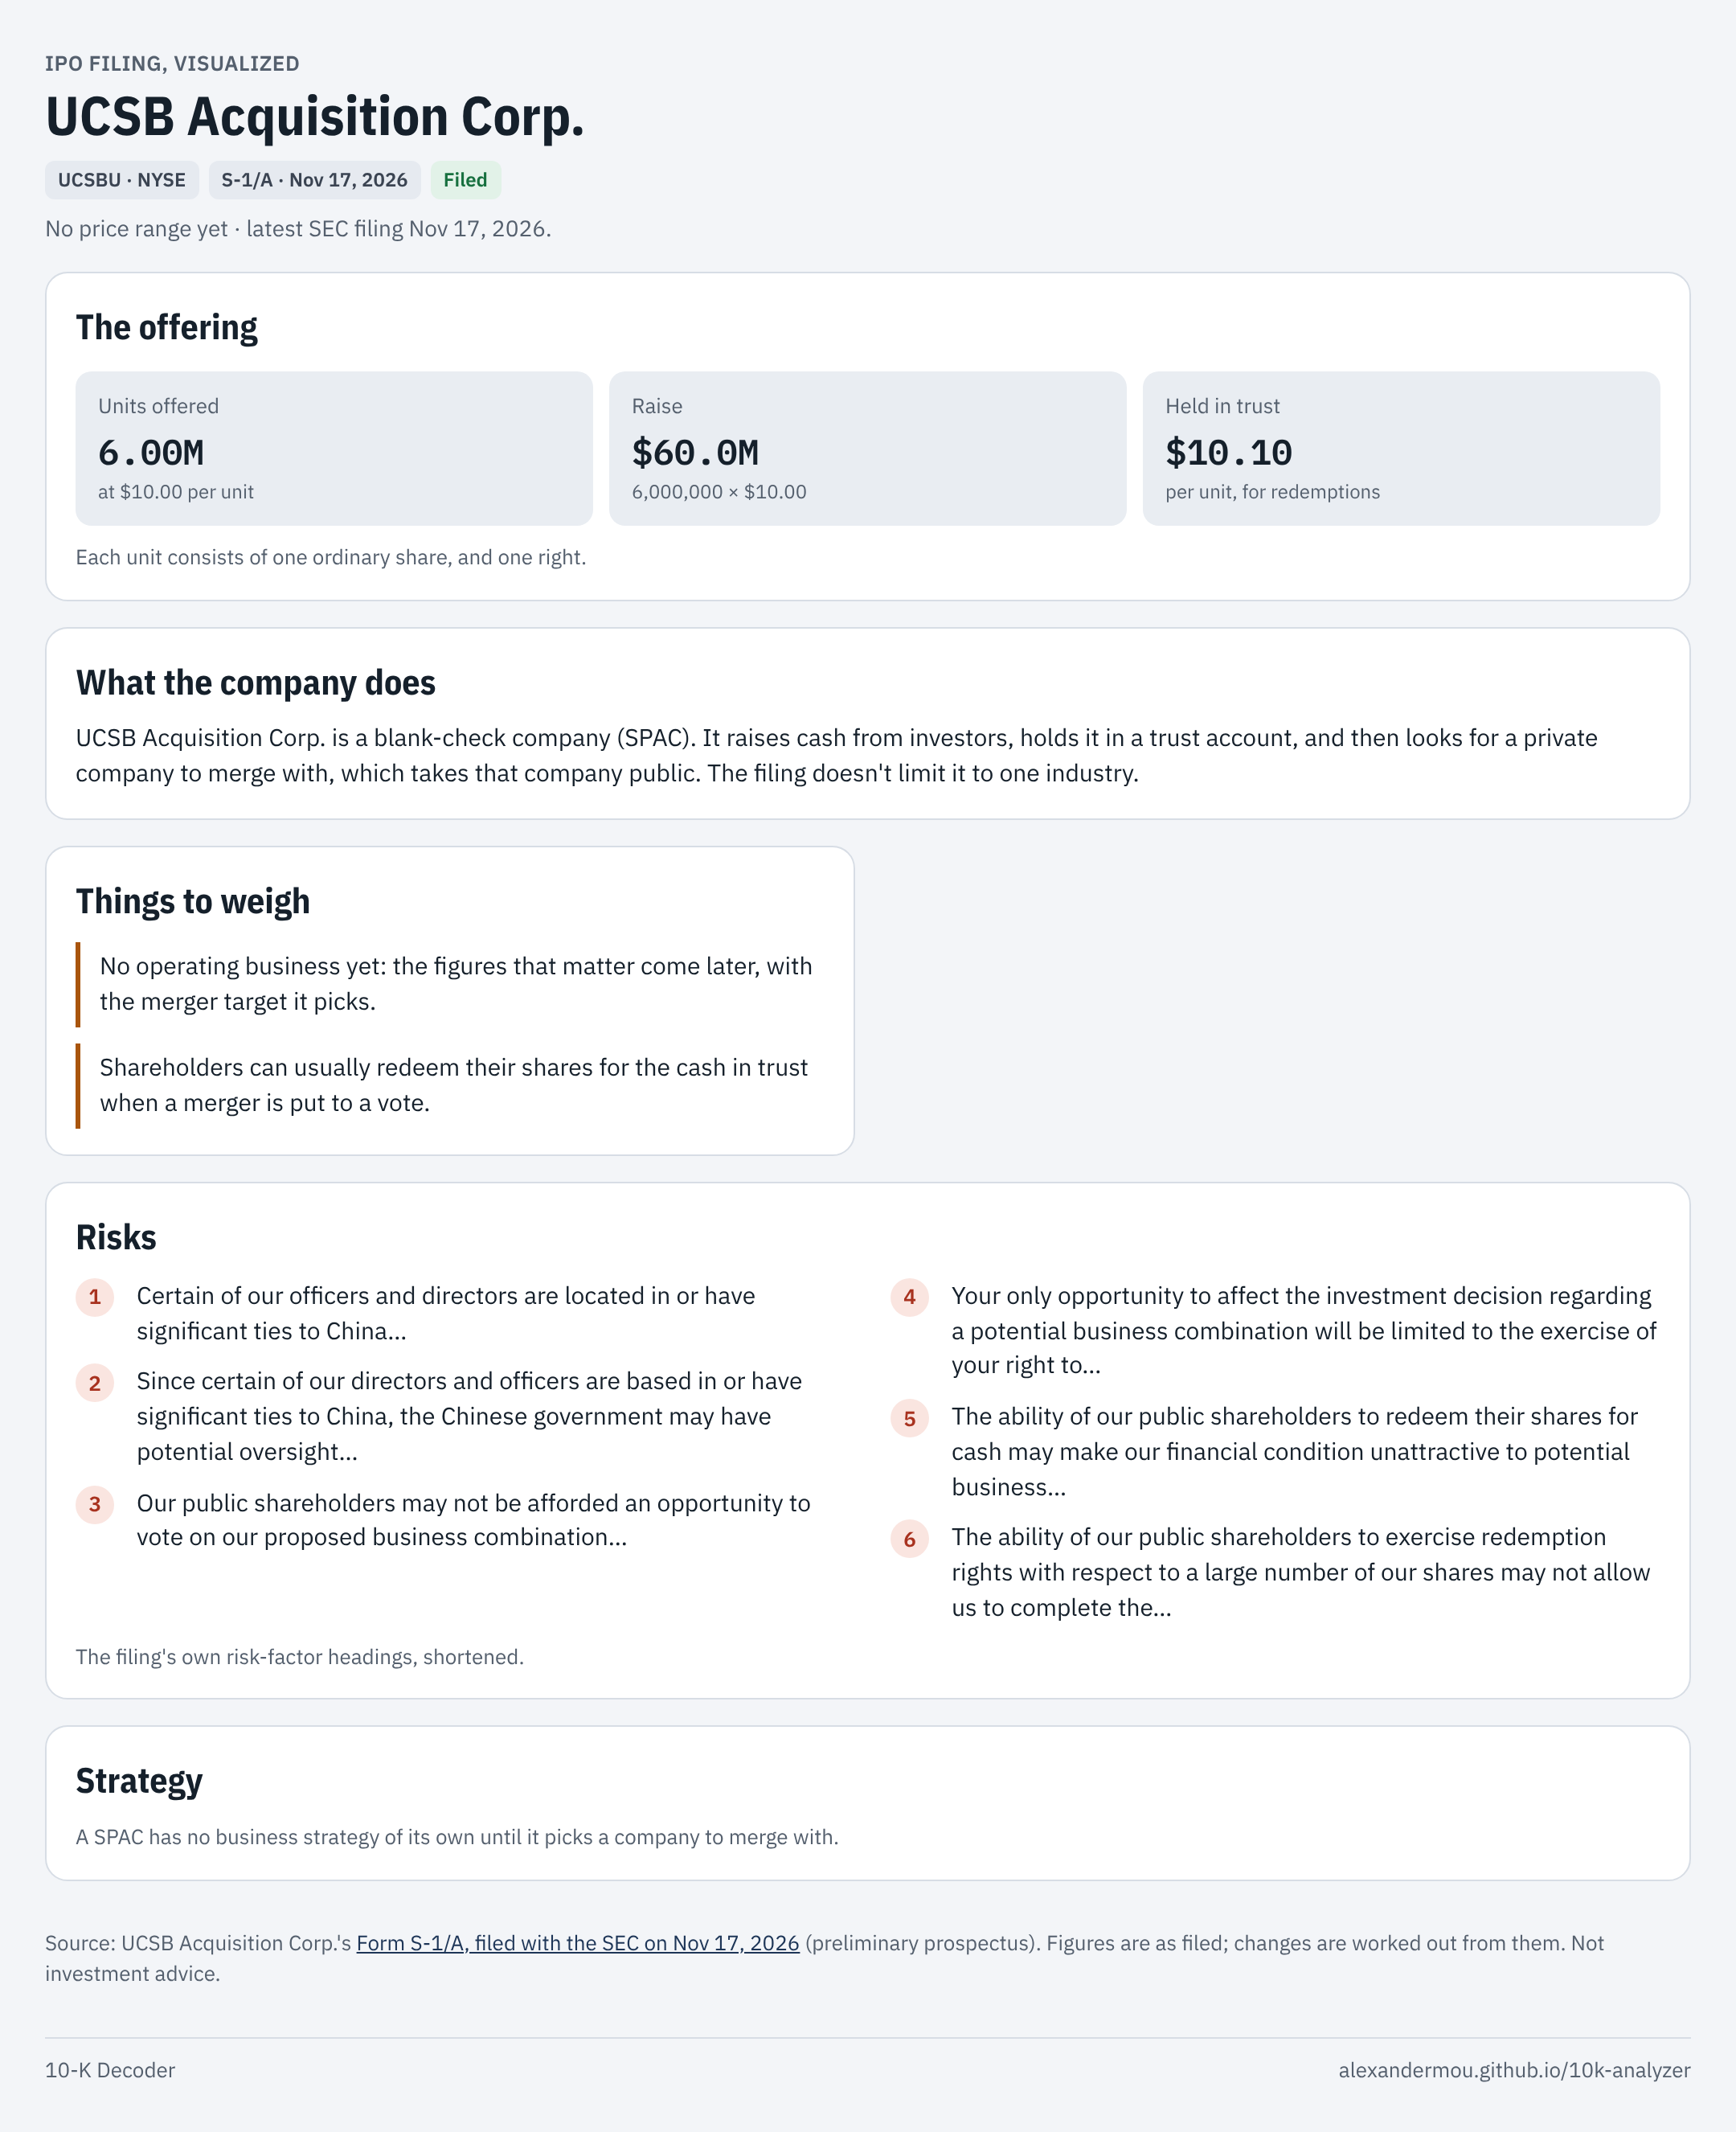 IPO FILING, VISUALIZED
UCSB Acquisition Corp.
UCSBU · NYSE
S-1/A · Nov 17, 2026
Filed
No price range yet · latest SEC filing Nov 17, 2026.
The offering
Units offered
6.00M
at $10.00 per unit
Raise
$60.0M
6,000,000 × $10.00
Held in trust
$10.10
per unit, for redemptions
Each unit consists of one ordinary share, and one right.
What the company does
UCSB Acquisition Corp. is a blank-check company (SPAC). It raises cash from investors, holds it in a trust account, and then looks for a private
company to merge with, which takes that company public. The filing doesn't limit it to one industry.
Things to weigh
No operating business yet: the figures that matter come later, with
the merger target it picks.
Shareholders can usually redeem their shares for the cash in trust
when a merger is put to a vote.
Risks
1
Certain of our officers and directors are located in or have
significant ties to China...
2
Since certain of our directors and officers are based in or have
significant ties to China, the Chinese government may have
potential oversight...
3
Our public shareholders may not be afforded an opportunity to
vote on our proposed business combination...
4
Your only opportunity to affect the investment decision regarding
a potential business combination will be limited to the exercise of
your right to...
5
The ability of our public shareholders to redeem their shares for
cash may make our financial condition unattractive to potential
business...
6
The ability of our public shareholders to exercise redemption
rights with respect to a large number of our shares may not allow
us to complete the...
The filing's own risk-factor headings, shortened.
Strategy
A SPAC has no business strategy of its own until it picks a company to merge with.
Source: UCSB Acquisition Corp.'s Form S-1/A, filed with the SEC on Nov 17, 2026 (preliminary prospectus). Figures are as filed; changes are worked out from them. Not
investment advice.
10-K Decoder
alexandermou.github.io/10k-analyzer